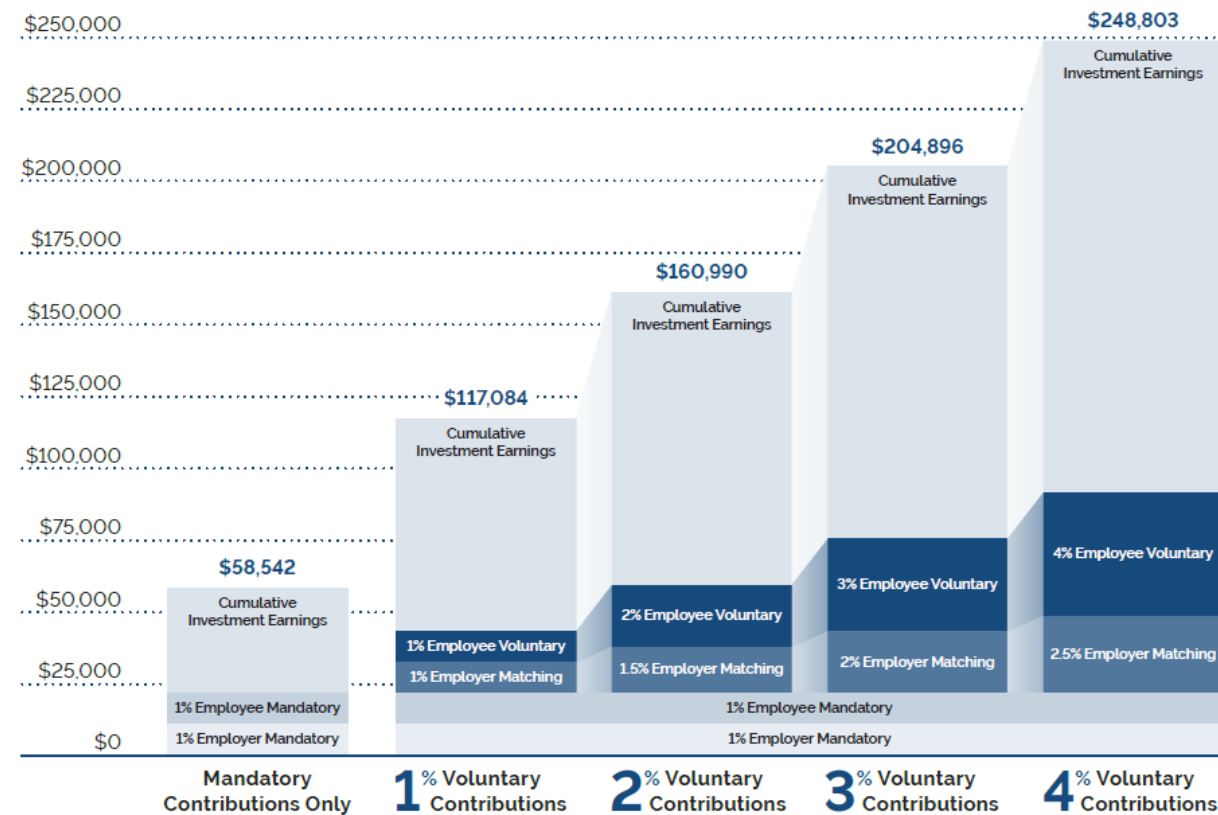 $250,000
$248,803
Cumulative
Investment Earnings
$225,000
$204,896
$200,000
Cumulative
Investment Earnings
$175,000
$160,990
$150,000
Cumulative
Investment Earnings
$125,000
$117,084
Cumulative
Investment Earnings
$100,000
$75,000
4% Employee Voluntary
3% Employee Voluntary
$58,542
$50,000
Cumulative
Investment Earnings
2% Employee Voluntary
1% Employee Voluntary
$25,000
1% Employer Matching
1.5% Employer Matching
2% Employer Matching
2.5% Employer Matching
1% Employee Mandatory
1% Employee Mandatory
$0
1% Employer Mandatory
1% Employer Mandatory
Mandatory
Contributions Only
1% Voluntary
Contributions
2% Voluntary
Contributions
3% Voluntary
Contributions
4% Voluntary
Contributions